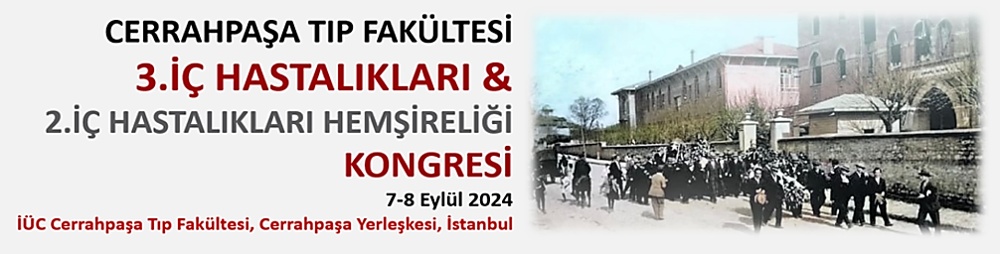 CERRAHPAŞA TIP FAKÜLTESİ
3.İÇ HASTALIKLARI &
2.İÇ HASTALIKLARI HEMŞİRELİĞİ
KONGRESİ
7-8 Eylül 2024
İÜC Cerrahpaşa Tıp Fakültesi, Cerrahpaşa Yerleşkesi, İstanbul